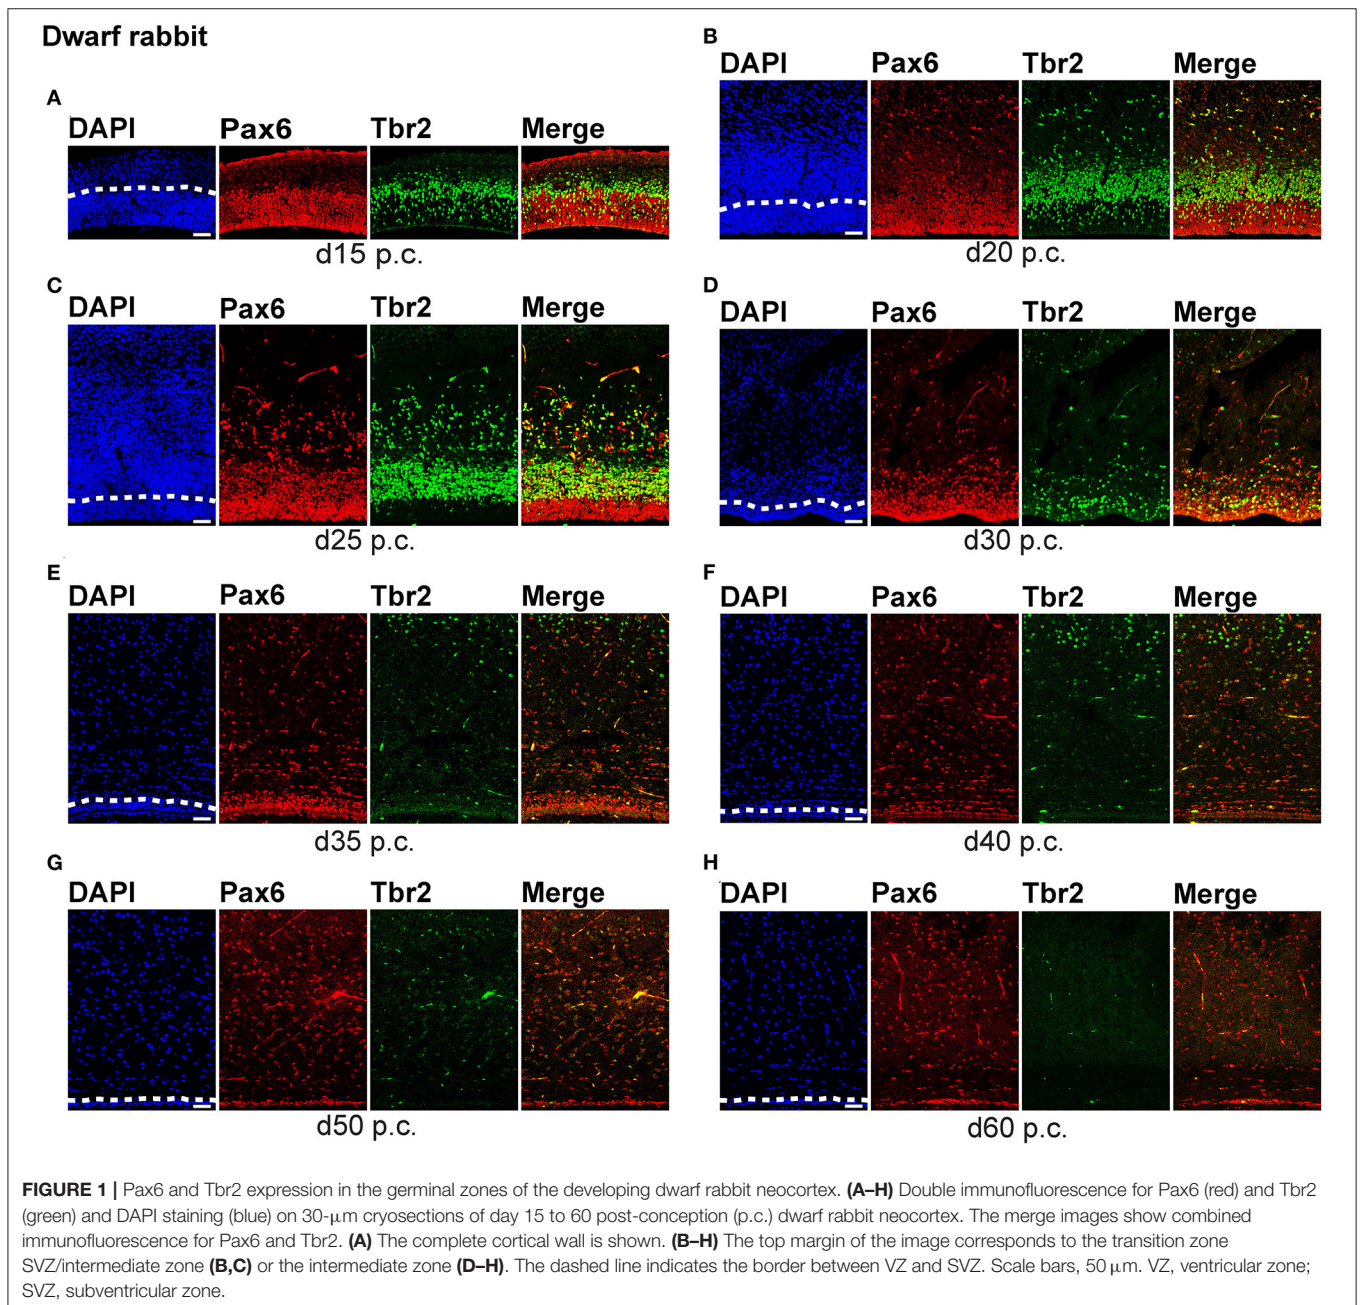 Dwarf rabbit
A
DAPI Pax6 Tbr2 Merge
d15 p.c.
B
DAPI Pax6 Tbr2 Merge
d20 p.c.
C
DAPI Pax6 Tbr2 Merge
d25 p.c.
D
DAPI Pax6 Tbr2 Merge
d30 p.c.
E
DAPI Pax6 Tbr2 Merge
d35 p.c.
F
DAPI Pax6 Tbr2 Merge
d40 p.c.
G
DAPI Pax6 Tbr2 Merge
d50 p.c.
H
DAPI Pax6 Tbr2 Merge
d60 p.c.
FIGURE 1 | Pax6 and Tbr2 expression in the germinal zones of the developing dwarf rabbit neocortex. (A–H) Double immunofluorescence for Pax6 (red) and Tbr2
(green) and DAPI staining (blue) on 30-μm cryosections of day 15 to 60 post-conception (p.c.) dwarf rabbit neocortex. The merge images show combined
immunofluorescence for Pax6 and Tbr2. (A) The complete cortical wall is shown. (B–H) The top margin of the image corresponds to the transition zone
SVZ/intermediate zone (B,C) or the intermediate zone (D–H). The dashed line indicates the border between VZ and SVZ. Scale bars, 50 μm. VZ, ventricular zone;
SVZ, subventricular zone.